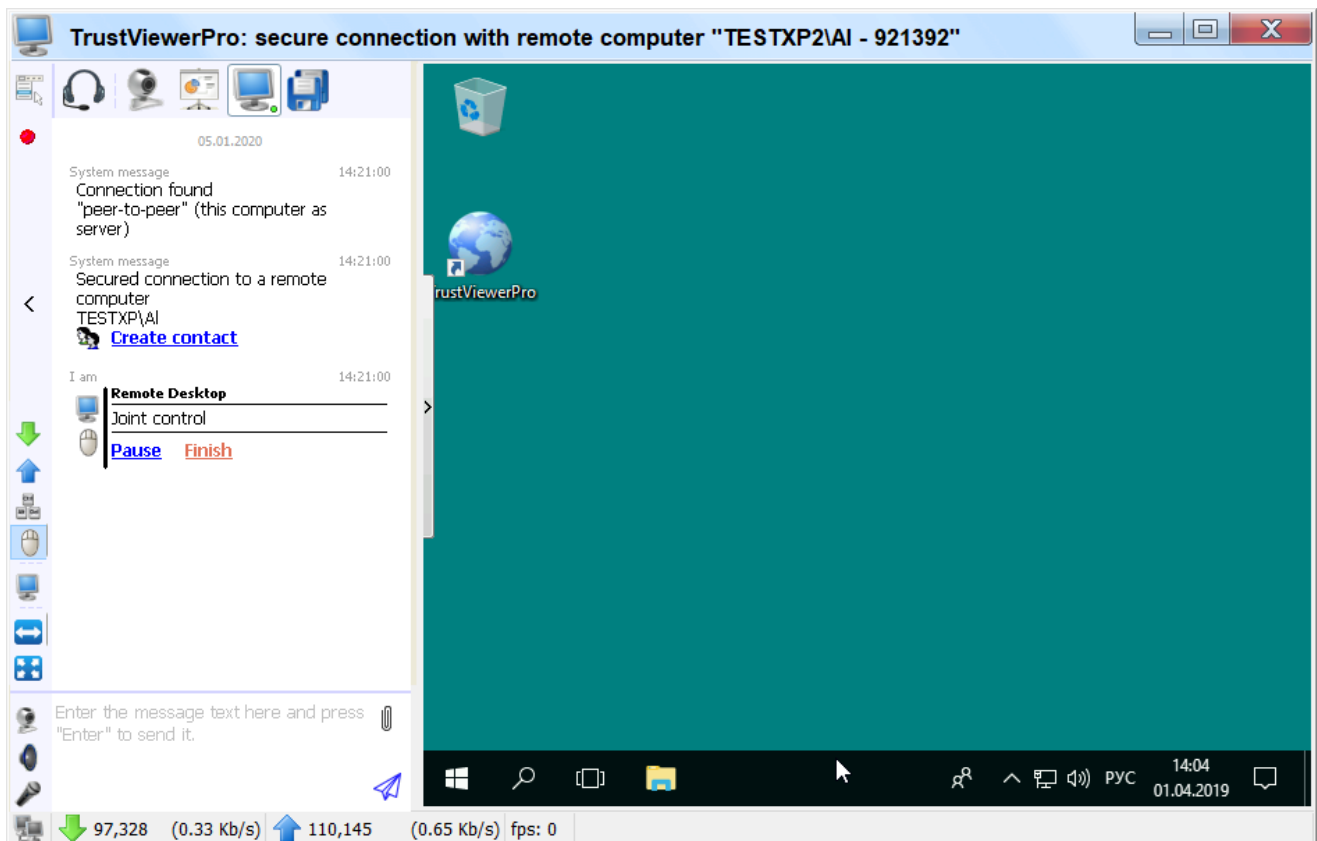 TrustViewerPro: secure connection with remote computer "TESTXP2\Al - 921392"
05.01.2020
System message 14:21:00
Connection found
"peer-to-peer" (this computer as
server)
System message 14:21:00
Secured connection to a remote
computer
TESTXP\Al
Create contact
I am 14:21:00
Remote Desktop
Joint control
Pause Finish
Enter the message text here and press
"Enter" to send it.
rustViewerPro
РУС
14:04
01.04.2019
97,328 (0.33 Kb/s) 110,145 (0.65 Kb/s) fps: 0